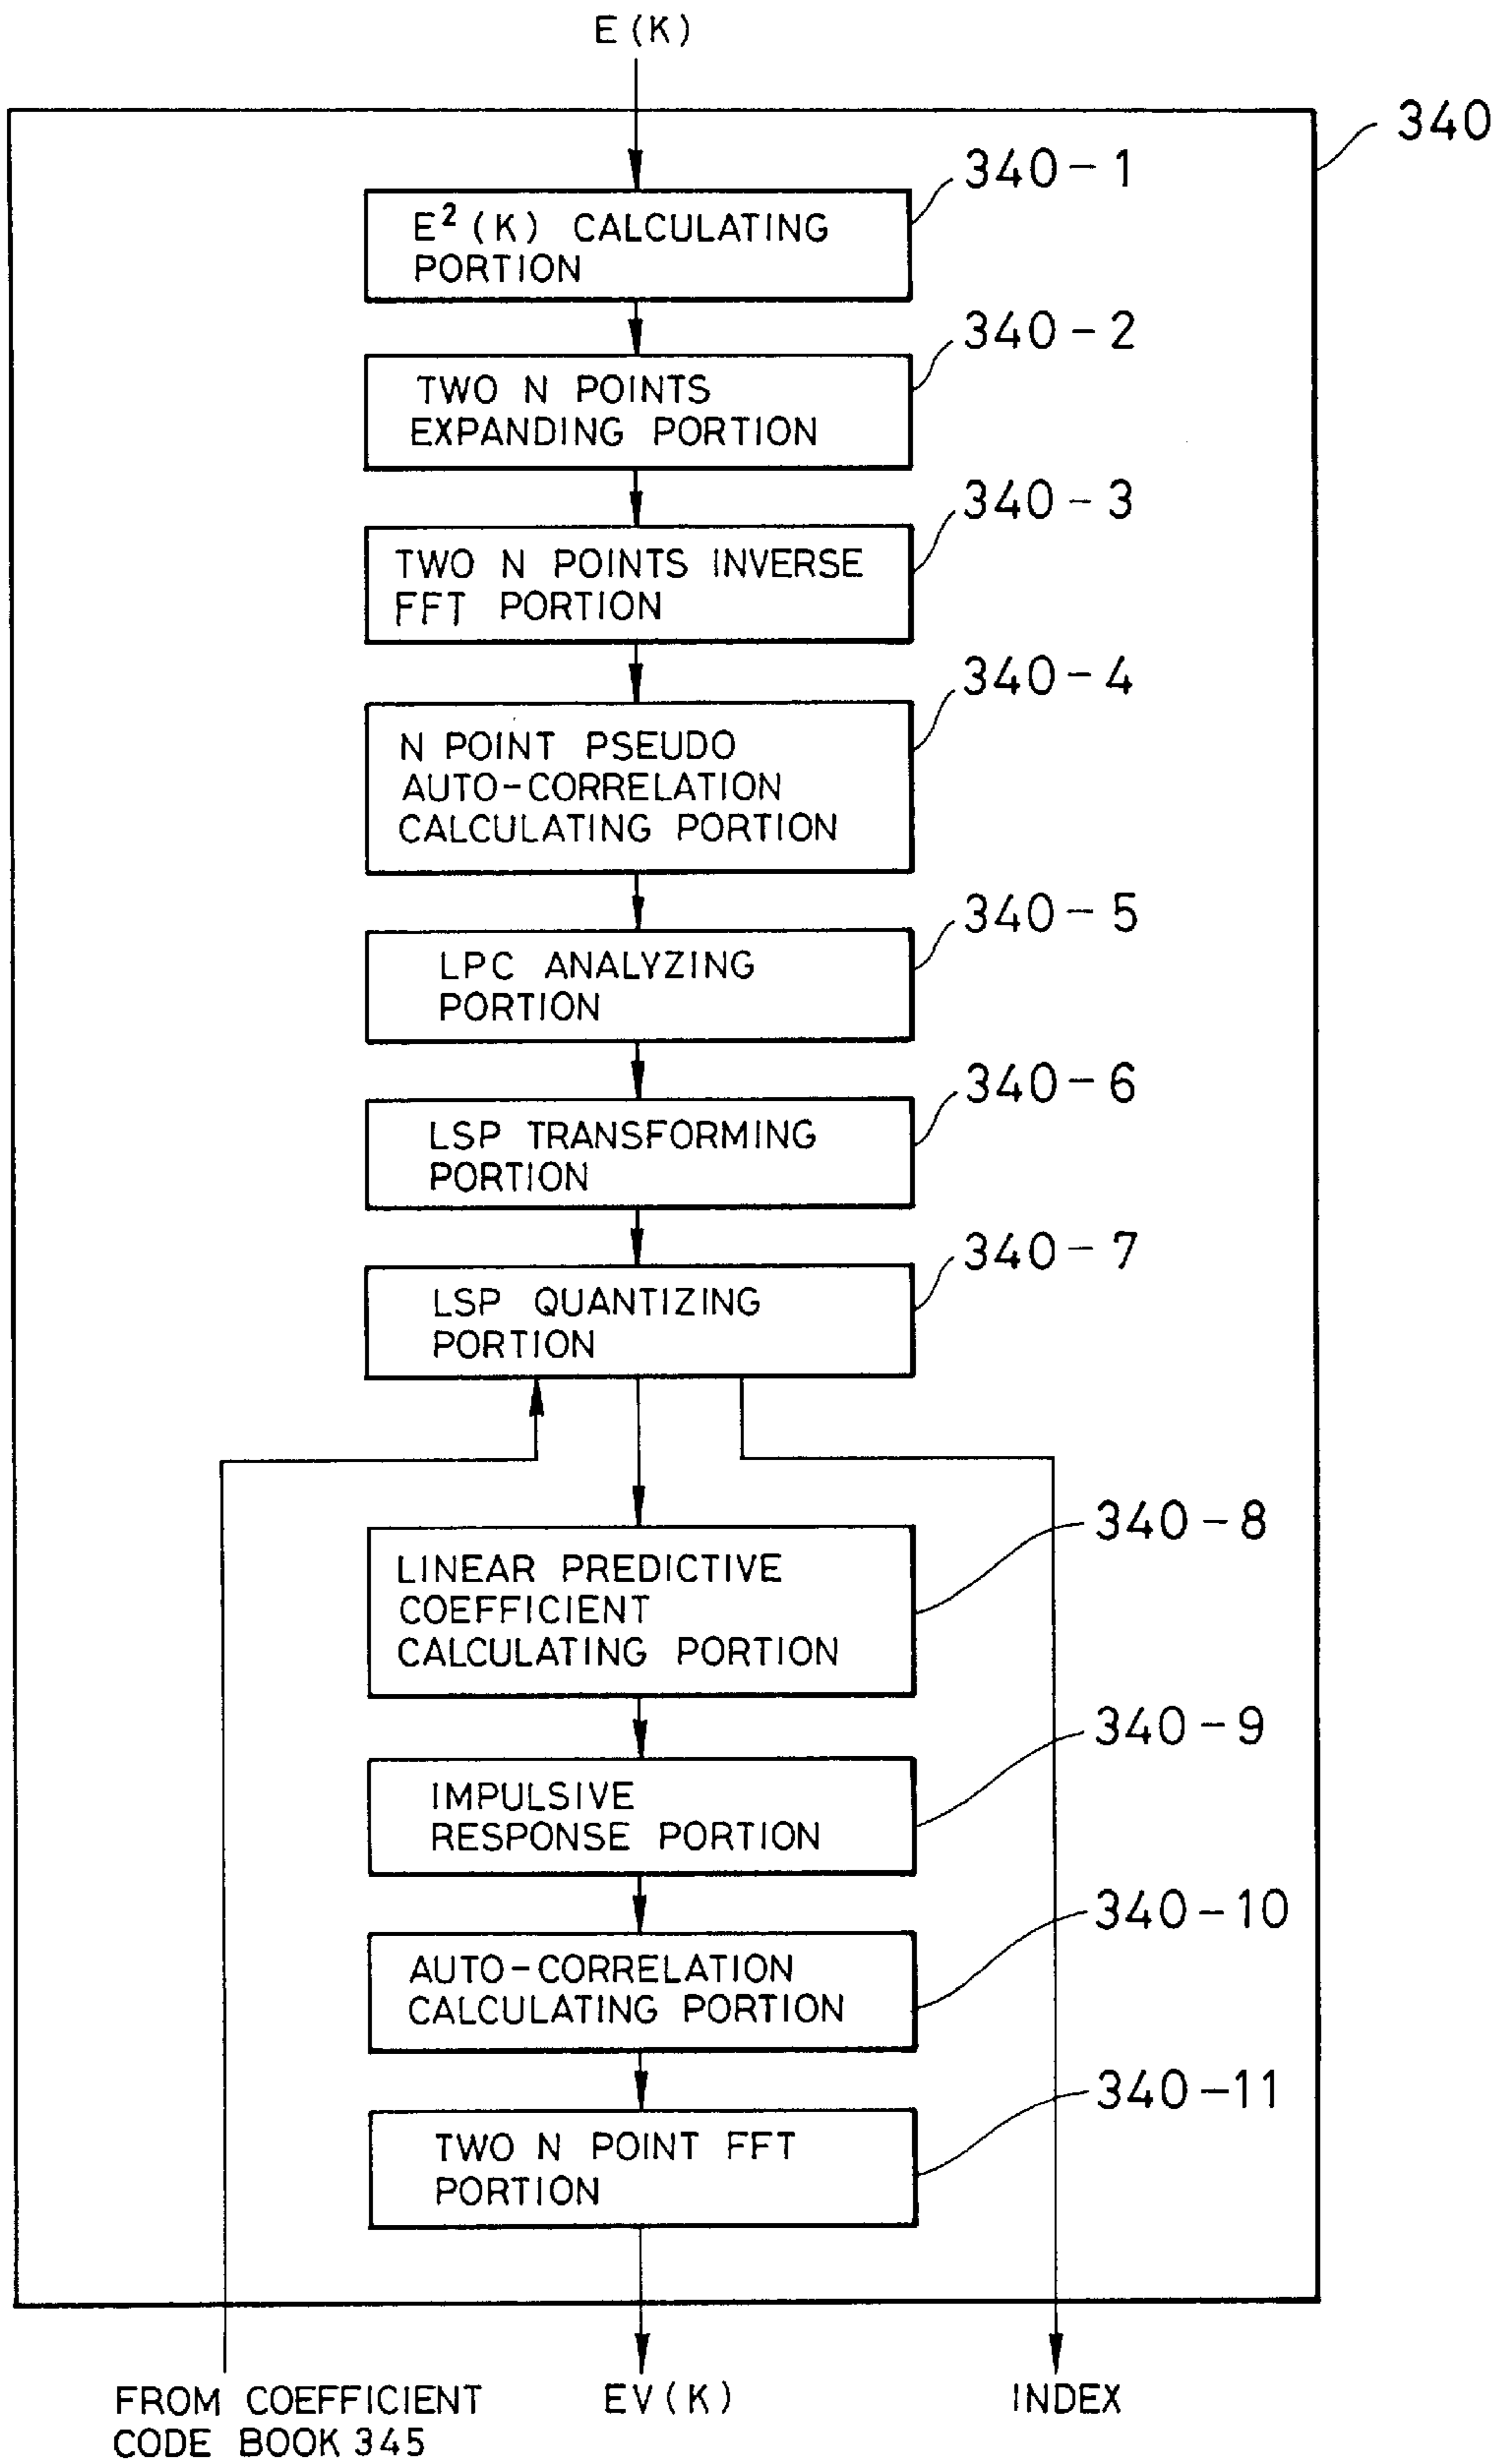 E(K)
340
340-1
E²(K) CALCULATING
PORTION
340-2
TWO N POINTS
EXPANDING PORTION
340-3
TWO N POINTS INVERSE
FFT PORTION
340-4
N POINT PSEUDO
AUTO-CORRELATION
CALCULATING PORTION
340-5
LPC ANALYZING
PORTION
340-6
LSP TRANSFORMING
PORTION
340-7
LSP QUANTIZING
PORTION
340-8
LINEAR PREDICTIVE
COEFFICIENT
CALCULATING PORTION
340-9
IMPULSIVE
RESPONSE PORTION
340-10
AUTO-CORRELATION
CALCULATING PORTION
340-11
TWO N POINT FFT
PORTION
FROM COEFFICIENT
CODE BOOK 345
EV(K)
INDEX